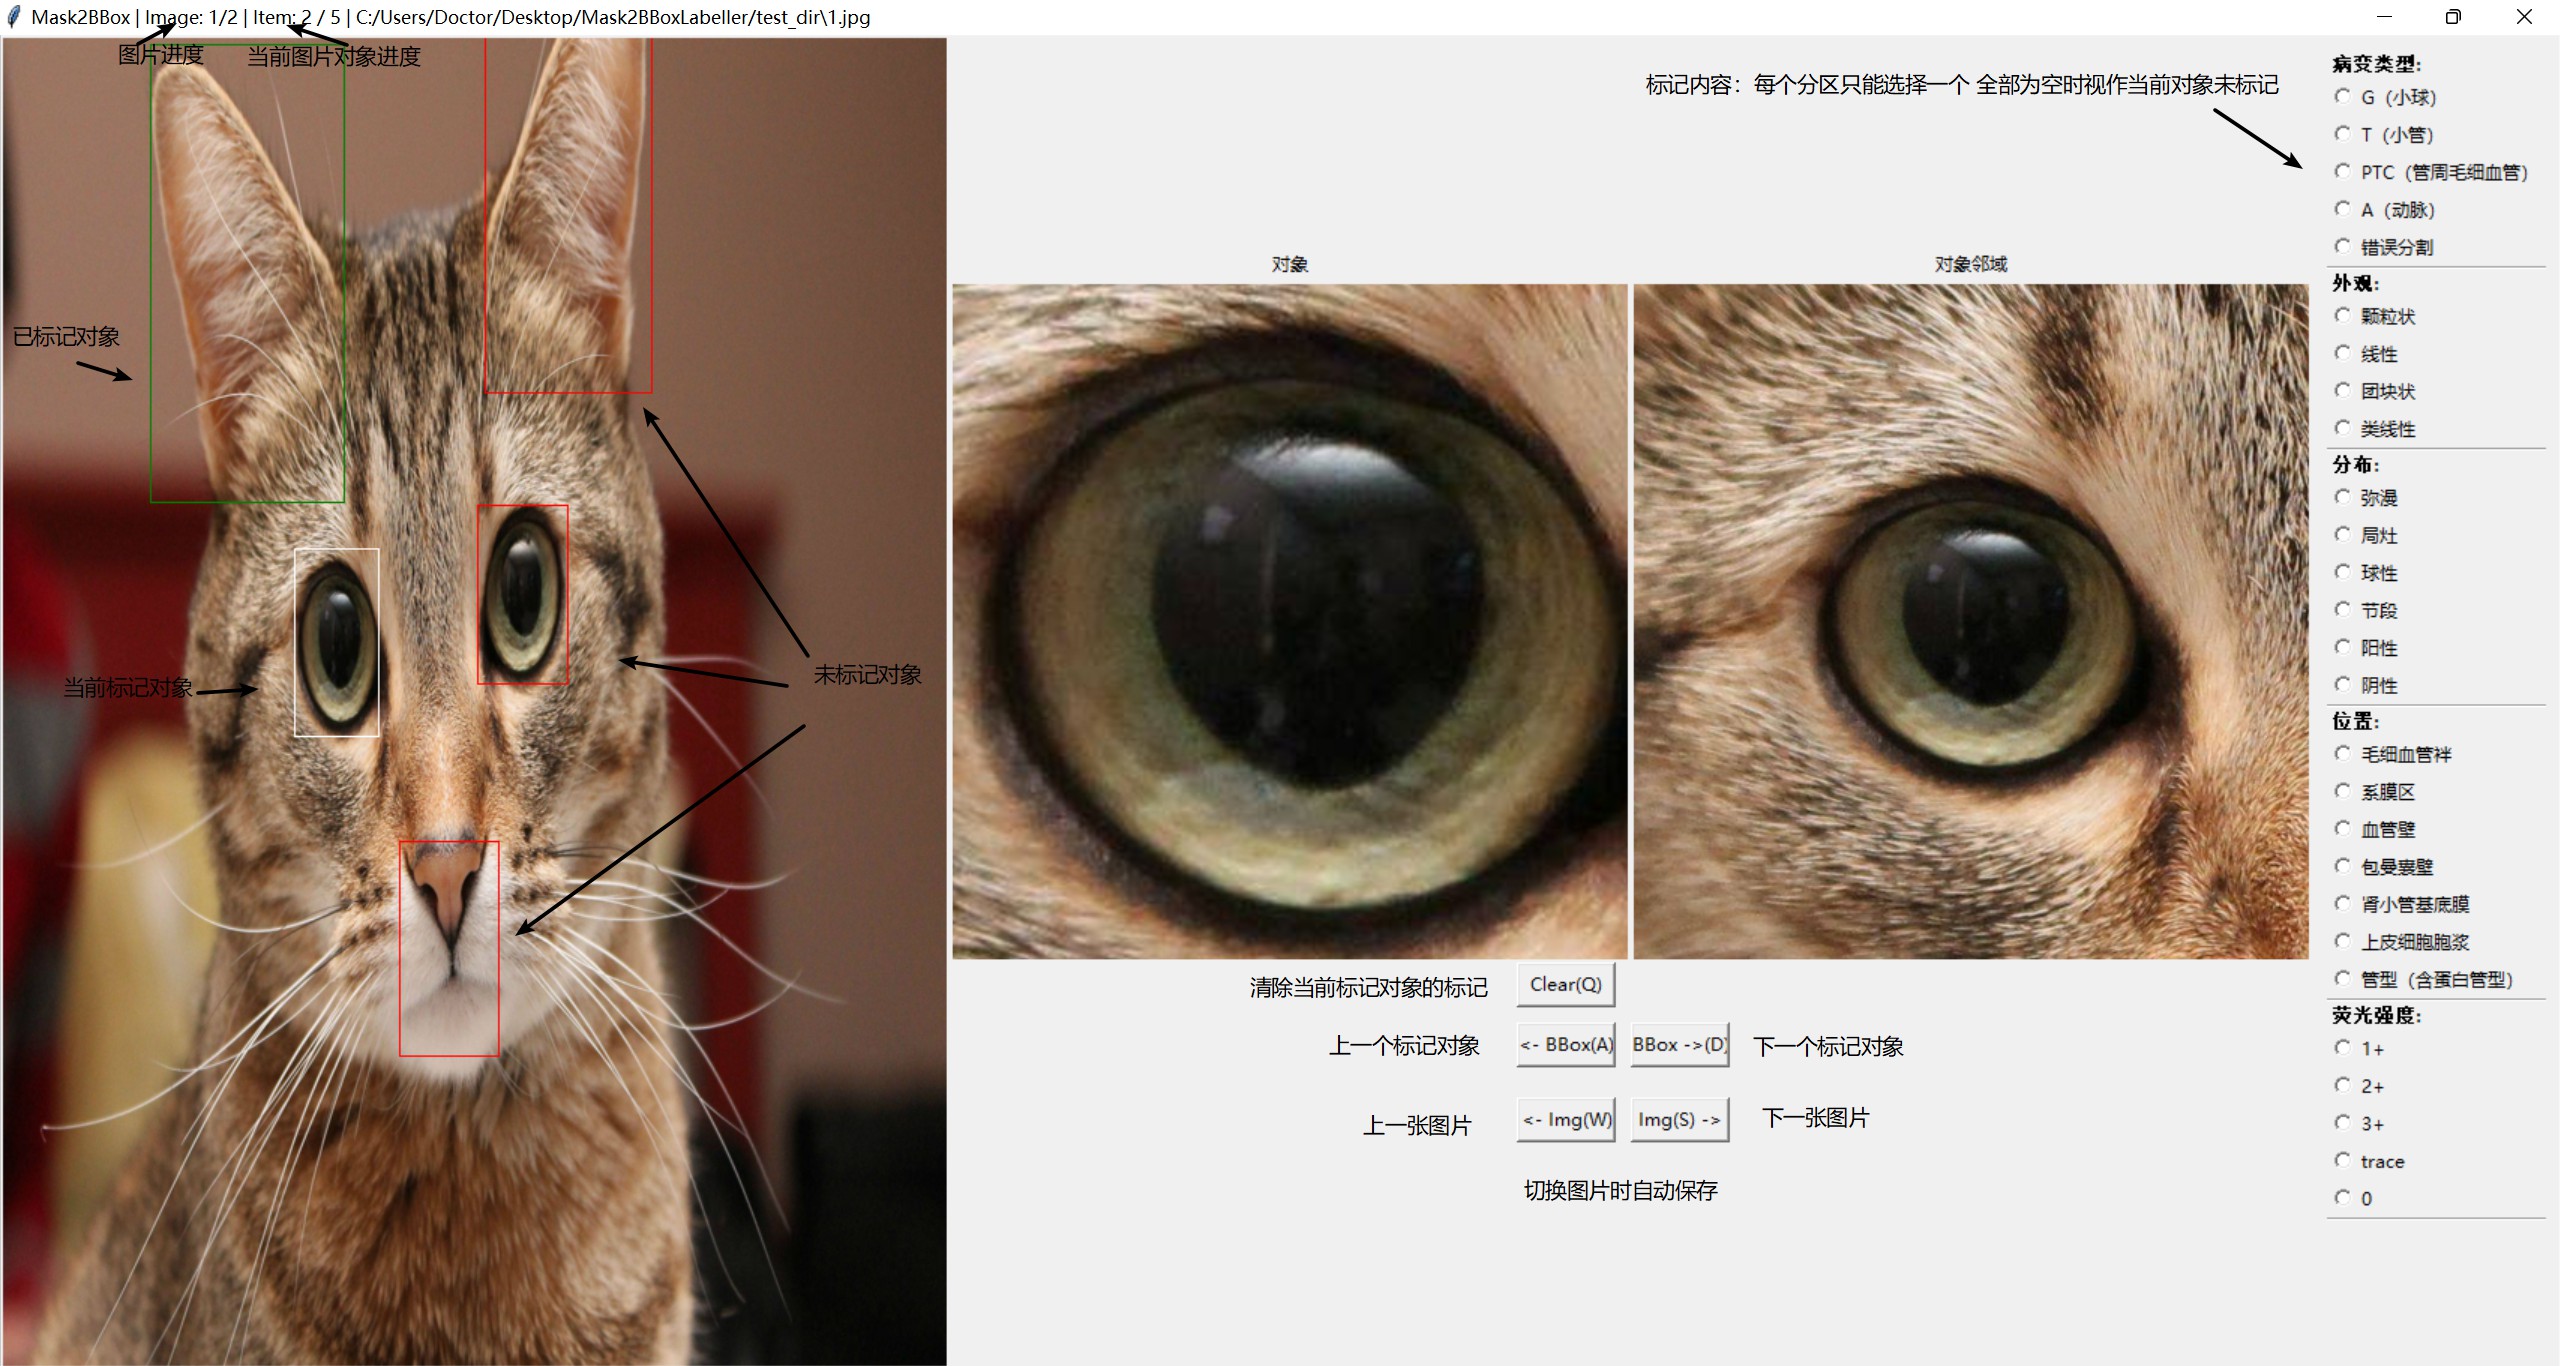 Mask2BBox | Image: 1/2 | Item: 2 / 5 | C:/Users/Doctor/Desktop/Mask2BBoxLabeller/test_dir\1.jpg
图片进度
当前图片对象进度
已标记对象
当前标记对象
未标记对象
标记内容：每个分区只能选择一个 全部为空时视作当前对象未标记
对象
对象邻域
清除当前标记对象的标记
Clear(Q)
上一个标记对象
<- BBox(A)
BBox ->(D)
下一个标记对象
上一张图片
<- Img(W)
Img(S) ->
下一张图片
切换图片时自动保存
病变类型:
G（小球）
T（小管）
PTC（管周毛细血管）
A（动脉）
错误分割
外观:
颗粒状
线性
团块状
类线性
分布:
弥漫
局灶
球性
节段
阳性
阴性
位置:
毛细血管袢
系膜区
血管壁
包曼囊壁
肾小管基底膜
上皮细胞胞浆
管型（含蛋白管型）
荧光强度:
1+
2+
3+
trace
0